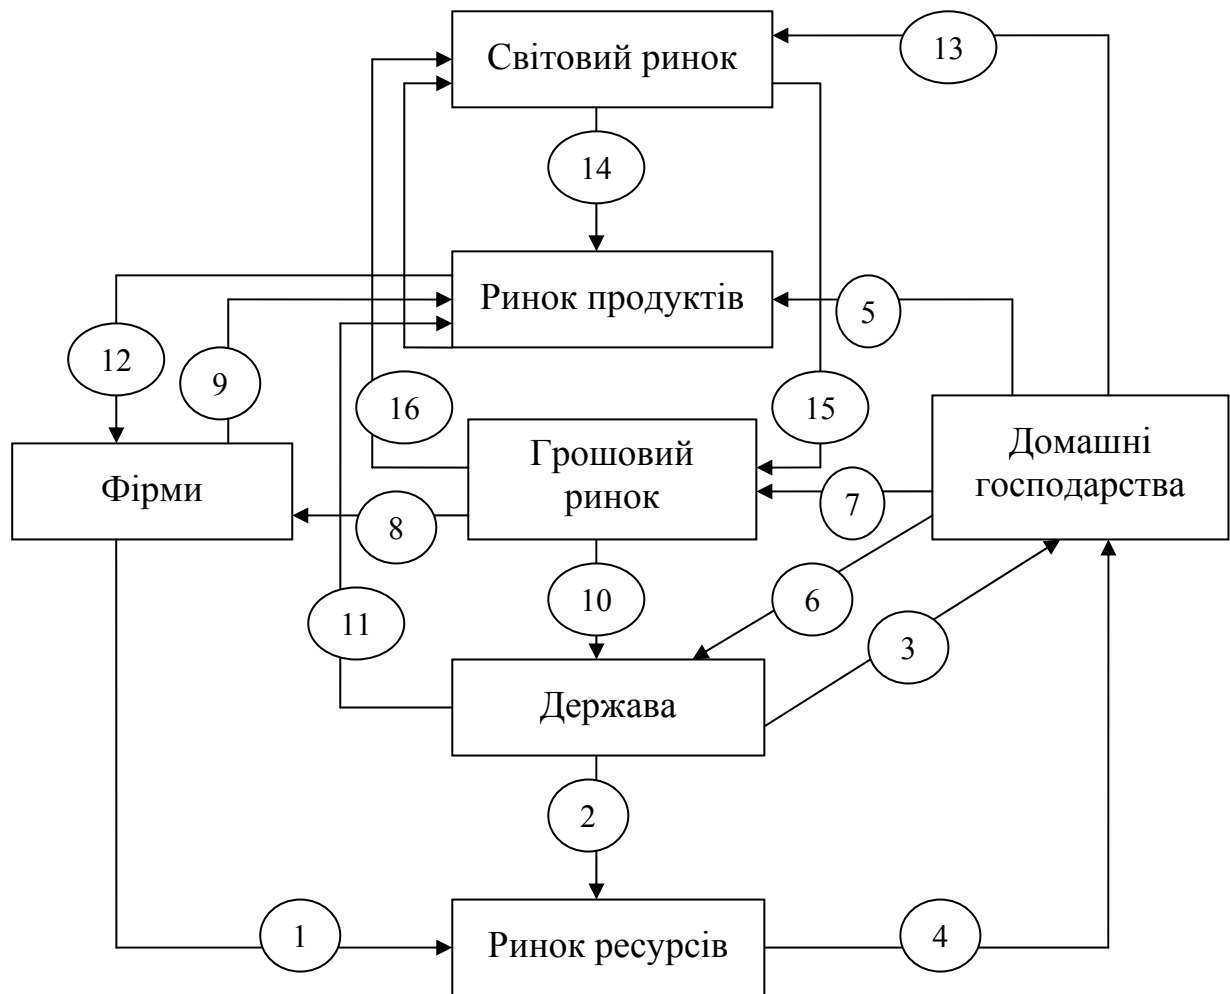 Світовий ринок
13
14
Ринок продуктів
5
12
9
16
15
Грошовий
ринок
Домашні
господарства
Фірми
8
7
10
6
11
3
Держава
2
1
Ринок ресурсів
4